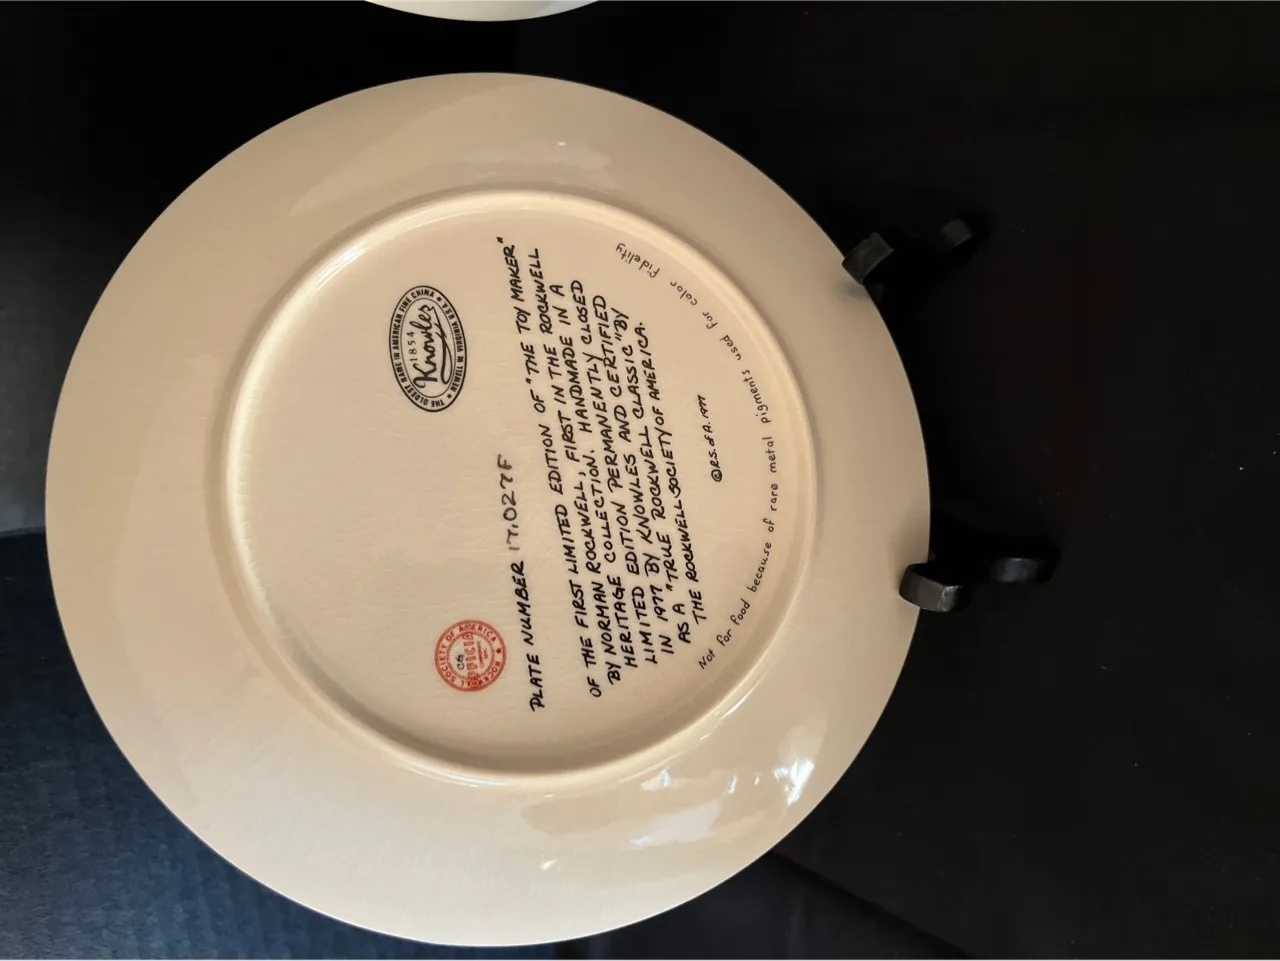 ★ THE OLDEST NAME IN AMERICAN FINE CHINA ★
1854
Knowles
NEWELL W. VIRGINIA USA
SOCIETY OF AMERICA ★ ROCK
PLATE NUMBER 17,027F
OF THE FIRST LIMITED EDITION OF "THE TOY MAKER"
BY NORMAN ROCKWELL, FIRST IN THE ROCKWELL
HERITAGE COLLECTION. HANDMADE IN A
LIMITED EDITION PERMANENTLY CLOSED
IN 1977 BY KNOWLES AND CERTIFIED
AS A "TRUE ROCKWELL CLASSIC" BY
THE ROCKWELL SOCIETY OF AMERICA.
© R.S. of A. 1977
Not for food because of rare metal pigments used for color fidelity